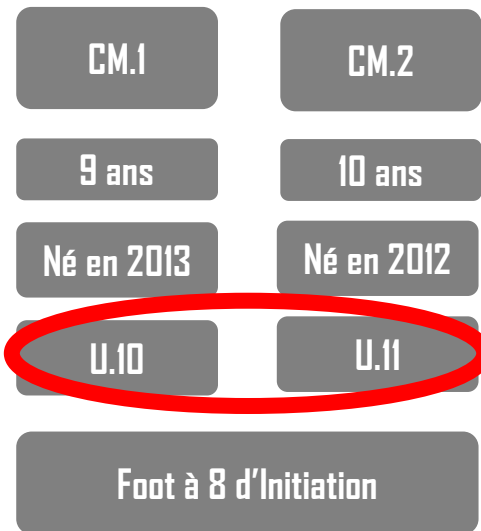 CM.1 CM.2
9 ans 10 ans
Né en 2013 Né en 2012
U.10 U.11
Foot à 8 d'Initiation